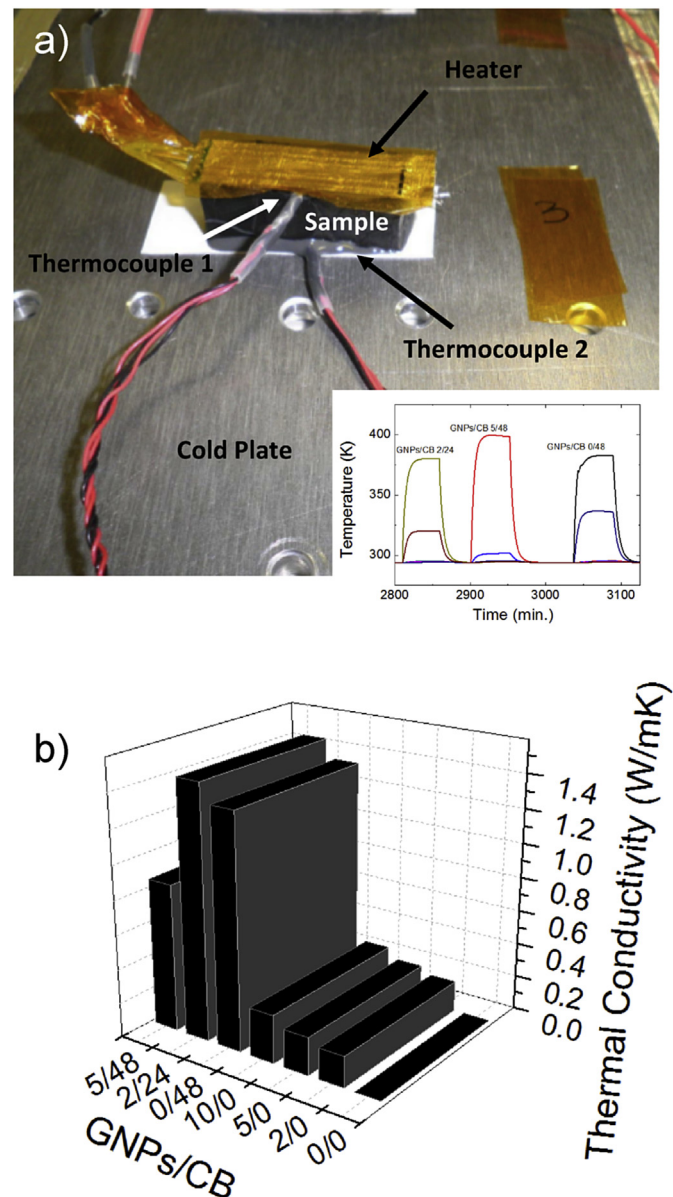 a)
Heater
Sample
Thermocouple 1
3
Thermocouple 2
Cold Plate
GNPs/CB 2/24
GNPs/CB 5/48
GNPs/CB 0/48
400
350
300
Temperature (K)
2800
2900
3000
3100
Time (min.)
b)
1.4
1.2
1.0
0.8
0.6
0.4
0.2
0.0
Thermal Conductivity (W/mK)
5/48
2/24
0/48
10/0
5/0
2/0
0/0
GNPs/CB